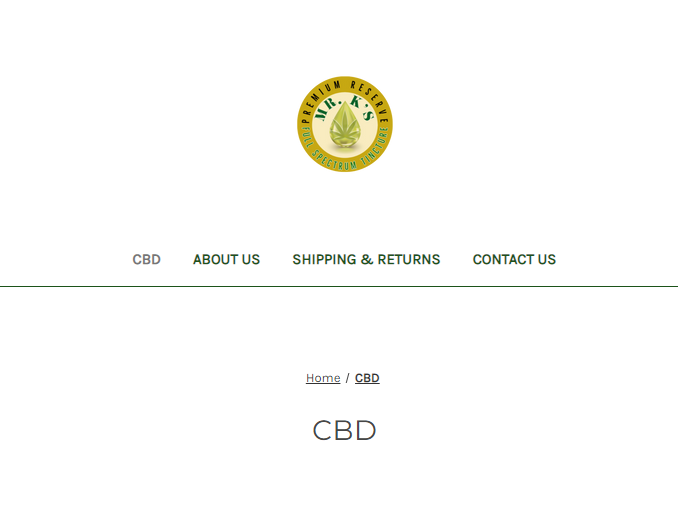 PREMIUM RESERVE
MR. K'S
FULL SPECTRUM TINCTURE
CBD ABOUT US SHIPPING & RETURNS CONTACT US
Home / CBD
CBD